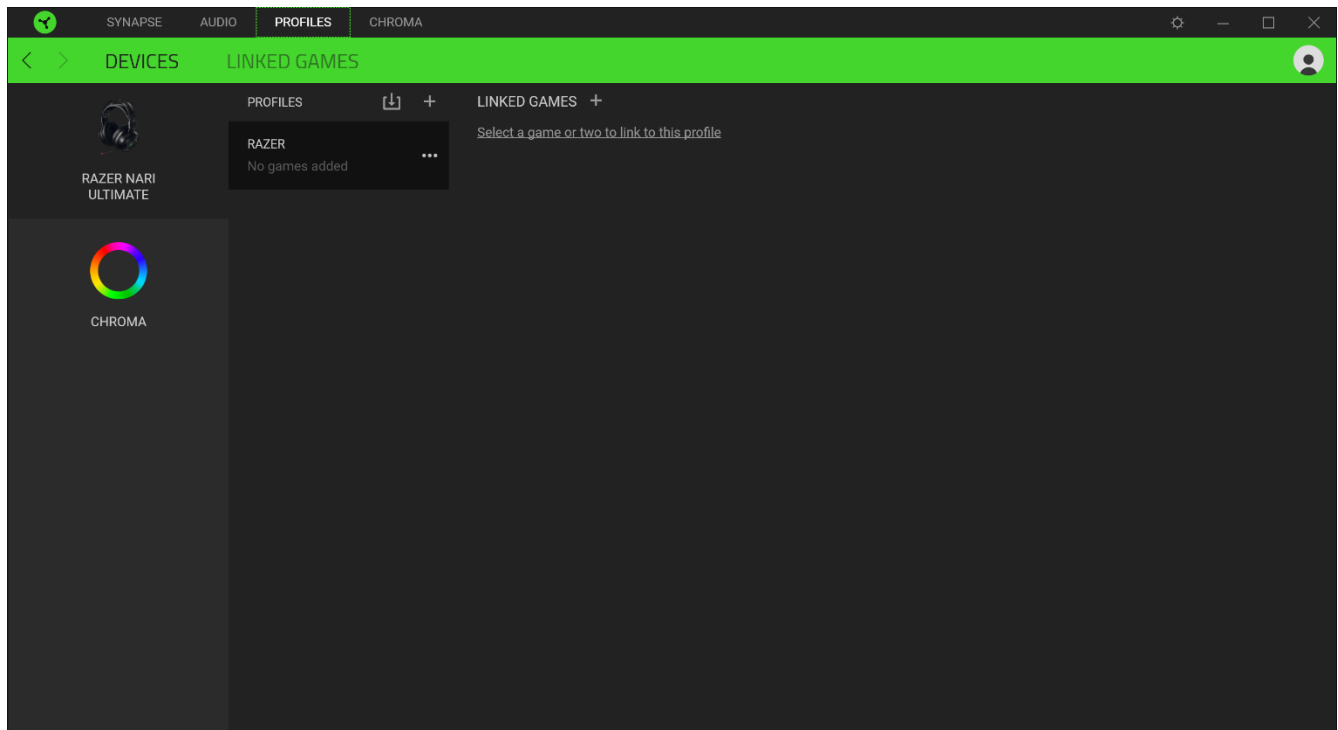 SYNAPSE AUDIO PROFILES CHROMA
DEVICES LINKED GAMES
RAZER NARI
ULTIMATE
CHROMA
PROFILES
RAZER
No games added
LINKED GAMES
Select a game or two to link to this profile